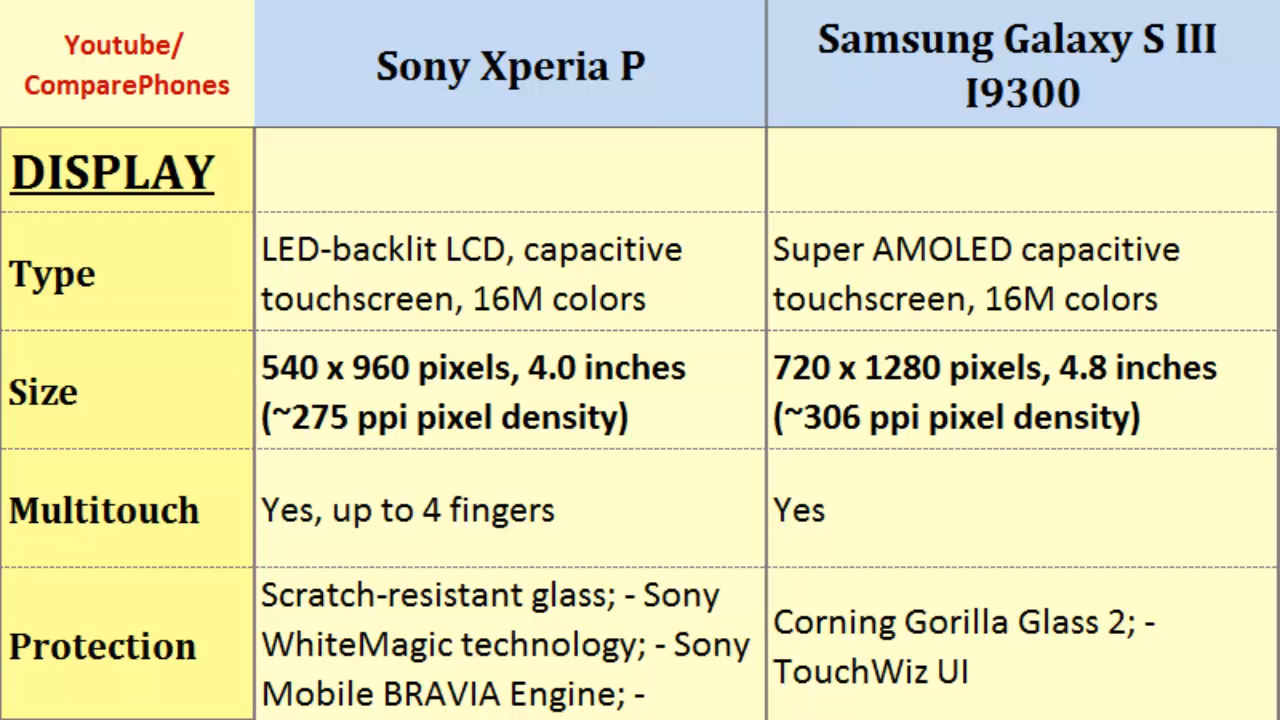 Youtube/
ComparePhones
Sony Xperia P
Samsung Galaxy S III
I9300
DISPLAY
Type
LED-backlit LCD, capacitive
touchscreen, 16M colors
Super AMOLED capacitive
touchscreen, 16M colors
Size
540 x 960 pixels, 4.0 inches
(~275 ppi pixel density)
720 x 1280 pixels, 4.8 inches
(~306 ppi pixel density)
Multitouch
Yes, up to 4 fingers
Yes
Protection
Scratch-resistant glass; - Sony
WhiteMagic technology; - Sony
Mobile BRAVIA Engine; -
Corning Gorilla Glass 2; -
TouchWiz UI